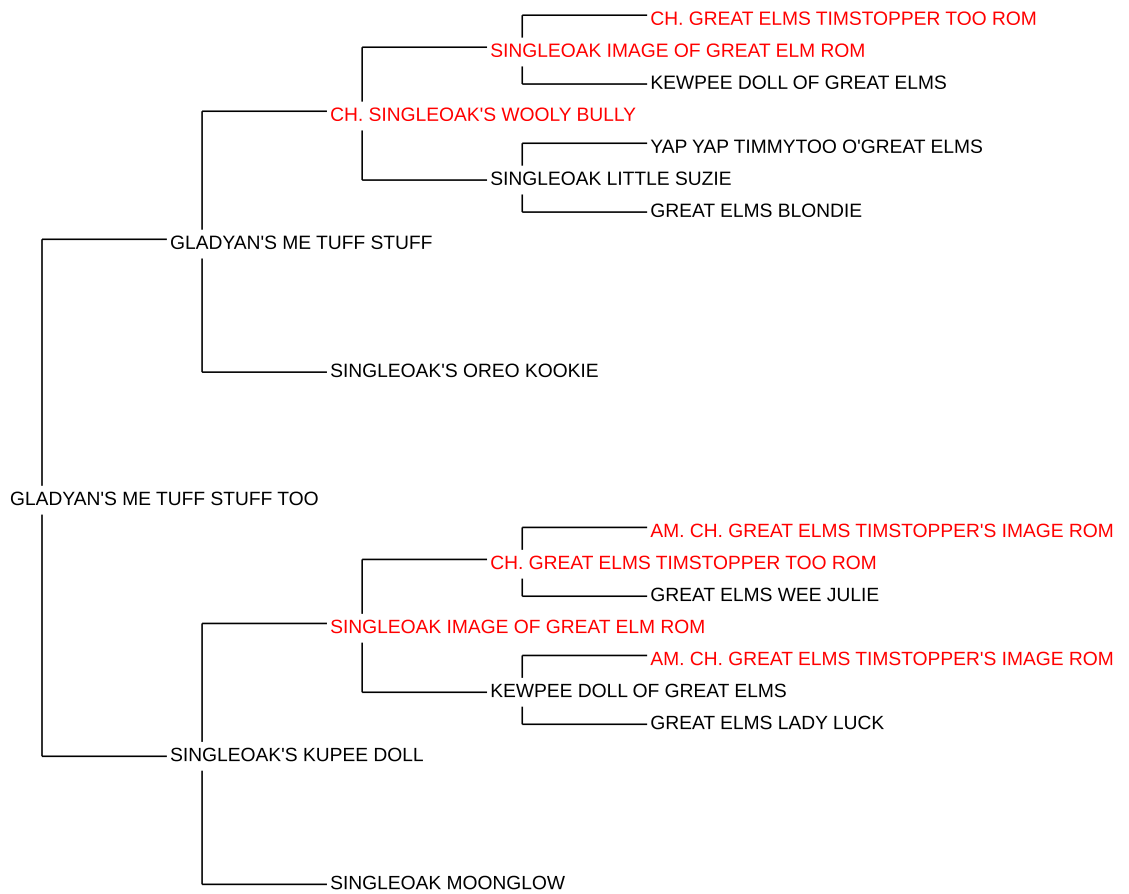 CH. GREAT ELMS TIMSTOPPER TOO ROM
SINGLEOAK IMAGE OF GREAT ELM ROM
KEWPEE DOLL OF GREAT ELMS
CH. SINGLEOAK'S WOOLY BULLY
YAP YAP TIMMYTOO O'GREAT ELMS
SINGLEOAK LITTLE SUZIE
GREAT ELMS BLONDIE
GLADYAN'S ME TUFF STUFF
SINGLEOAK'S OREO KOOKIE
GLADYAN'S ME TUFF STUFF TOO
AM. CH. GREAT ELMS TIMSTOPPER'S IMAGE ROM
CH. GREAT ELMS TIMSTOPPER TOO ROM
GREAT ELMS WEE JULIE
SINGLEOAK IMAGE OF GREAT ELM ROM
AM. CH. GREAT ELMS TIMSTOPPER'S IMAGE ROM
KEWPEE DOLL OF GREAT ELMS
GREAT ELMS LADY LUCK
SINGLEOAK'S KUPEE DOLL
SINGLEOAK MOONGLOW